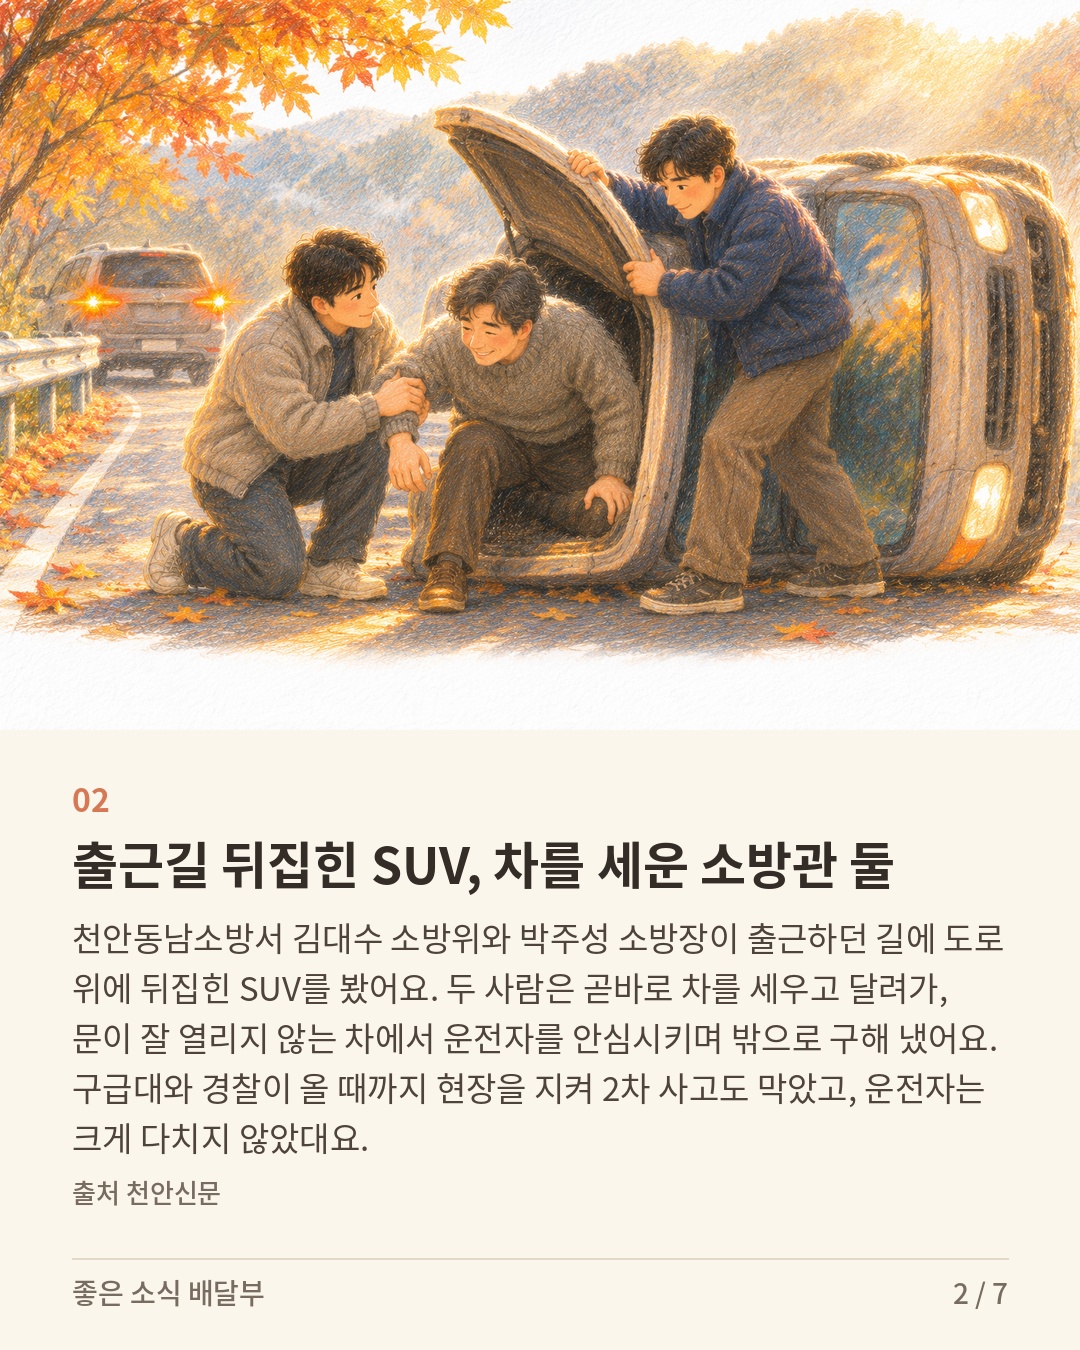 02
출근길 뒤집힌 SUV, 차를 세운 소방관 둘
천안동남소방서 김대수 소방위와 박주성 소방장이 출근하던 길에 도로
위에 뒤집힌 SUV를 봤어요. 두 사람은 곧바로 차를 세우고 달려가,
문이 잘 열리지 않는 차에서 운전자를 안심시키며 밖으로 구해 냈어요.
구급대와 경찰이 올 때까지 현장을 지켜 2차 사고도 막았고, 운전자는
크게 다치지 않았대요.
출처 천안신문
좋은 소식 배달부
2 / 7